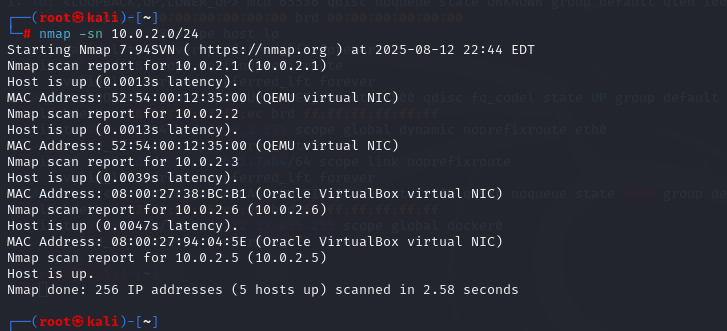 ┌──(root㉿kali)-[~]
└─# nmap -sn 10.0.2.0/24
Starting Nmap 7.94SVN ( https://nmap.org ) at 2025-08-12 22:44 EDT
Nmap scan report for 10.0.2.1 (10.0.2.1)
Host is up (0.0013s latency).
MAC Address: 52:54:00:12:35:00 (QEMU virtual NIC)
Nmap scan report for 10.0.2.2
Host is up (0.0013s latency).
MAC Address: 52:54:00:12:35:00 (QEMU virtual NIC)
Nmap scan report for 10.0.2.3
Host is up (0.0039s latency).
MAC Address: 08:00:27:38:BC:B1 (Oracle VirtualBox virtual NIC)
Nmap scan report for 10.0.2.6 (10.0.2.6)
Host is up (0.0047s latency).
MAC Address: 08:00:27:94:04:5E (Oracle VirtualBox virtual NIC)
Nmap scan report for 10.0.2.5 (10.0.2.5)
Host is up.
Nmap done: 256 IP addresses (5 hosts up) scanned in 2.58 seconds
┌──(root㉿kali)-[~]